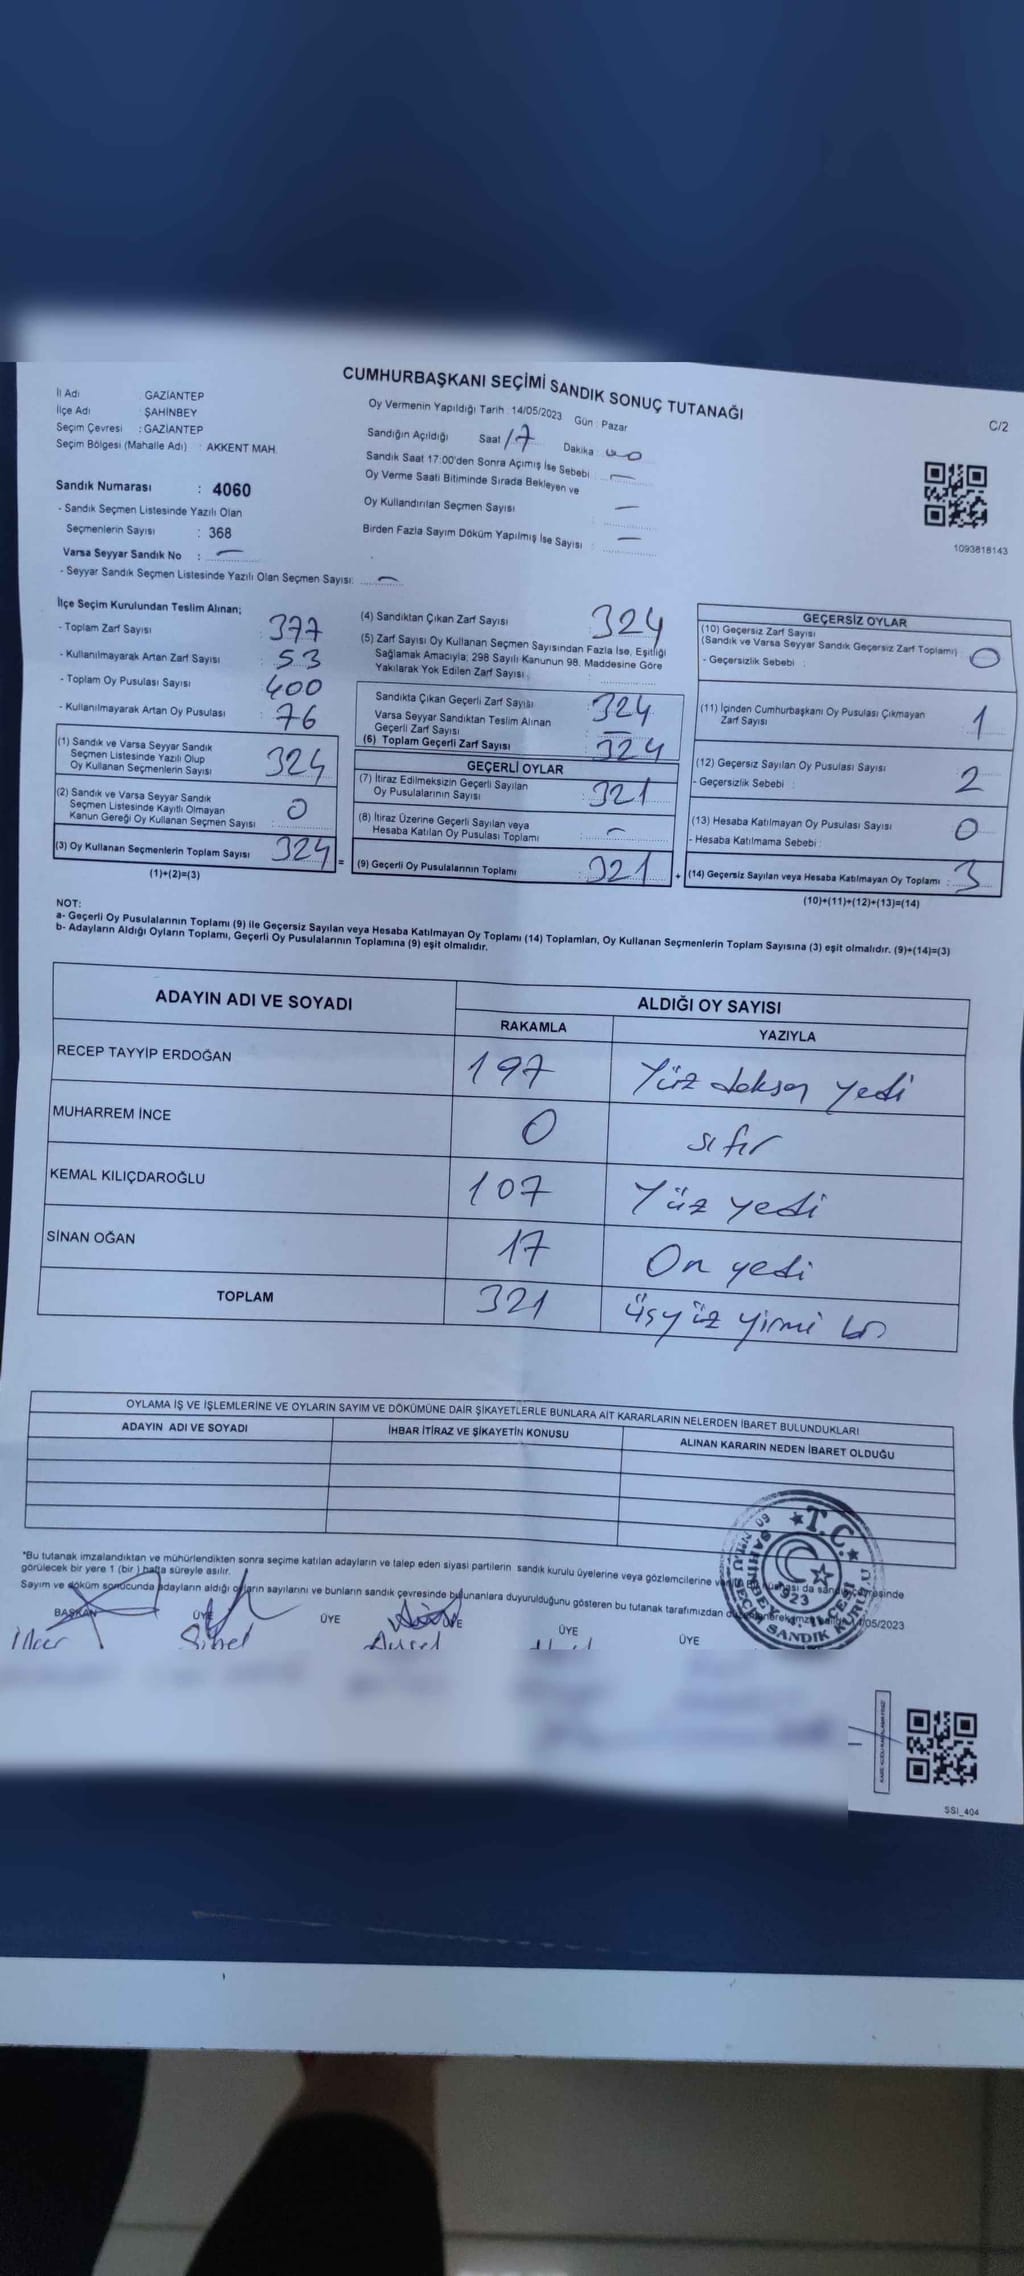 CUMHURBAŞKANI SEÇİMİ SANDIK SONUÇ TUTANAĞI
C/2
İl Adı GAZİANTEP
İlçe Adı : ŞAHİNBEY
Seçim Çevresi : GAZİANTEP
Seçim Bölgesi (Mahalle Adı) : AKKENT MAH.
Sandık Numarası : 4060
- Sandık Seçmen Listesinde Yazılı Olan
Seçmenlerin Sayısı : 368
Varsa Seyyar Sandık No : —
- Seyyar Sandık Seçmen Listesinde Yazılı Olan Seçmen Sayısı: —
Oy Vermenin Yapıldığı Tarih : 14/05/2023 Gün : Pazar
Sandığın Açıldığı Saat 17 Dakika 00
Sandık Saat 17:00'den Sonra Açımış İse Sebebi : —
Oy Verme Saati Bitiminde Sırada Bekleyen ve
Oy Kullandırılan Seçmen Sayısı : —
Birden Fazla Sayım Döküm Yapılmış İse Sayısı : —
1093818143
İlçe Seçim Kurulundan Teslim Alınan;
- Toplam Zarf Sayısı : 377
- Kullanılmayarak Artan Zarf Sayısı : 53
- Toplam Oy Pusulası Sayısı : 400
- Kullanılmayarak Artan Oy Pusulası : 76
(1) Sandık ve Varsa Seyyar Sandık
Seçmen Listesinde Yazılı Olup
Oy Kullanan Seçmenlerin Sayısı : 324
(2) Sandık ve Varsa Seyyar Sandık
Seçmen Listesinde Kayıtlı Olmayan
Kanun Gereği Oy Kullanan Seçmen Sayısı : 0
(3) Oy Kullanan Seçmenlerin Toplam Sayısı : 324 =
(1)+(2)=(3)
(4) Sandıktan Çıkan Zarf Sayısı 324
(5) Zarf Sayısı Oy Kullanan Seçmen Sayısından Fazla İse, Eşitliği
Sağlamak Amacıyla; 298 Sayılı Kanunun 98. Maddesine Göre
Yakılarak Yok Edilen Zarf Sayısı :
Sandıkta Çıkan Geçerli Zarf Sayısı : 324
Varsa Seyyar Sandıktan Teslim Alınan
Geçerli Zarf Sayısı : —
(6) Toplam Geçerli Zarf Sayısı : 324
GEÇERLİ OYLAR
(7) İtiraz Edilmeksizin Geçerli Sayılan
Oy Pusulalarının Sayısı : 321
(8) İtiraz Üzerine Geçerli Sayılan veya
Hesaba Katılan Oy Pusulası Toplamı : —
(9) Geçerli Oy Pusulalarının Toplamı : 321 +
GEÇERSİZ OYLAR
(10) Geçersiz Zarf Sayısı
(Sandık ve Varsa Seyyar Sandık Geçersiz Zarf Toplamı) : 0
- Geçersizlik Sebebi :
(11) İçinden Cumhurbaşkanı Oy Pusulası Çıkmayan
Zarf Sayısı 1
(12) Geçersiz Sayılan Oy Pusulası Sayısı : 2
- Geçersizlik Sebebi :
(13) Hesaba Katılmayan Oy Pusulası Sayısı : 0
- Hesaba Katılmama Sebebi :
(14) Geçersiz Sayılan veya Hesaba Katılmayan Oy Toplamı : 3
(10)+(11)+(12)+(13)=(14)
NOT:
a- Geçerli Oy Pusulalarının Toplamı (9) ile Geçersiz Sayılan veya Hesaba Katılmayan Oy Toplamı (14) Toplamları, Oy Kullanan Seçmenlerin Toplam Sayısına (3) eşit olmalıdır. (9)+(14)=(3)
b- Adayların Aldığı Oyların Toplamı, Geçerli Oy Pusulalarının Toplamına (9) eşit olmalıdır.
ADAYIN ADI VE SOYADI ALDIĞI OY SAYISI
RAKAMLA YAZIYLA
RECEP TAYYİP ERDOĞAN 197 Yüz doksan yedi
MUHARREM İNCE 0 sıfır
KEMAL KILIÇDAROĞLU 107 Yüz yedi
SİNAN OĞAN 17 On yedi
TOPLAM 321 üçyüz yirmi bir
OYLAMA İŞ VE İŞLEMLERİNE VE OYLARIN SAYIM VE DÖKÜMÜNE DAİR ŞİKAYETLERLE BUNLARA AİT KARARLARIN NELERDEN İBARET BULUNDUKLARI
ADAYIN ADI VE SOYADI İHBAR İTİRAZ VE ŞİKAYETİN KONUSU ALINAN KARARIN NEDEN İBARET OLDUĞU
*Bu tutanak imzalandıktan ve mühürlendikten sonra seçime katılan adayların ve talep eden siyasi partilerin sandık kurulu üyelerine veya gözlemcilerine nüshası da sandık çevresinde
görülecek bir yere 1 (bir ) hafta süreyle asılır.
Sayım ve döküm sonucunda adayların aldığı oyların sayılarını ve bunların sandık çevresinde bulunanlara duyurulduğunu gösteren bu tutanak tarafımızdan /05/2023
BAŞKAN ÜYE ÜYE ÜYE ÜYE ÜYE
İlker Sibel Aysel
T.C.
ŞAHİNBEY İLÇESİ
SANDIK KURULU
SSI_404